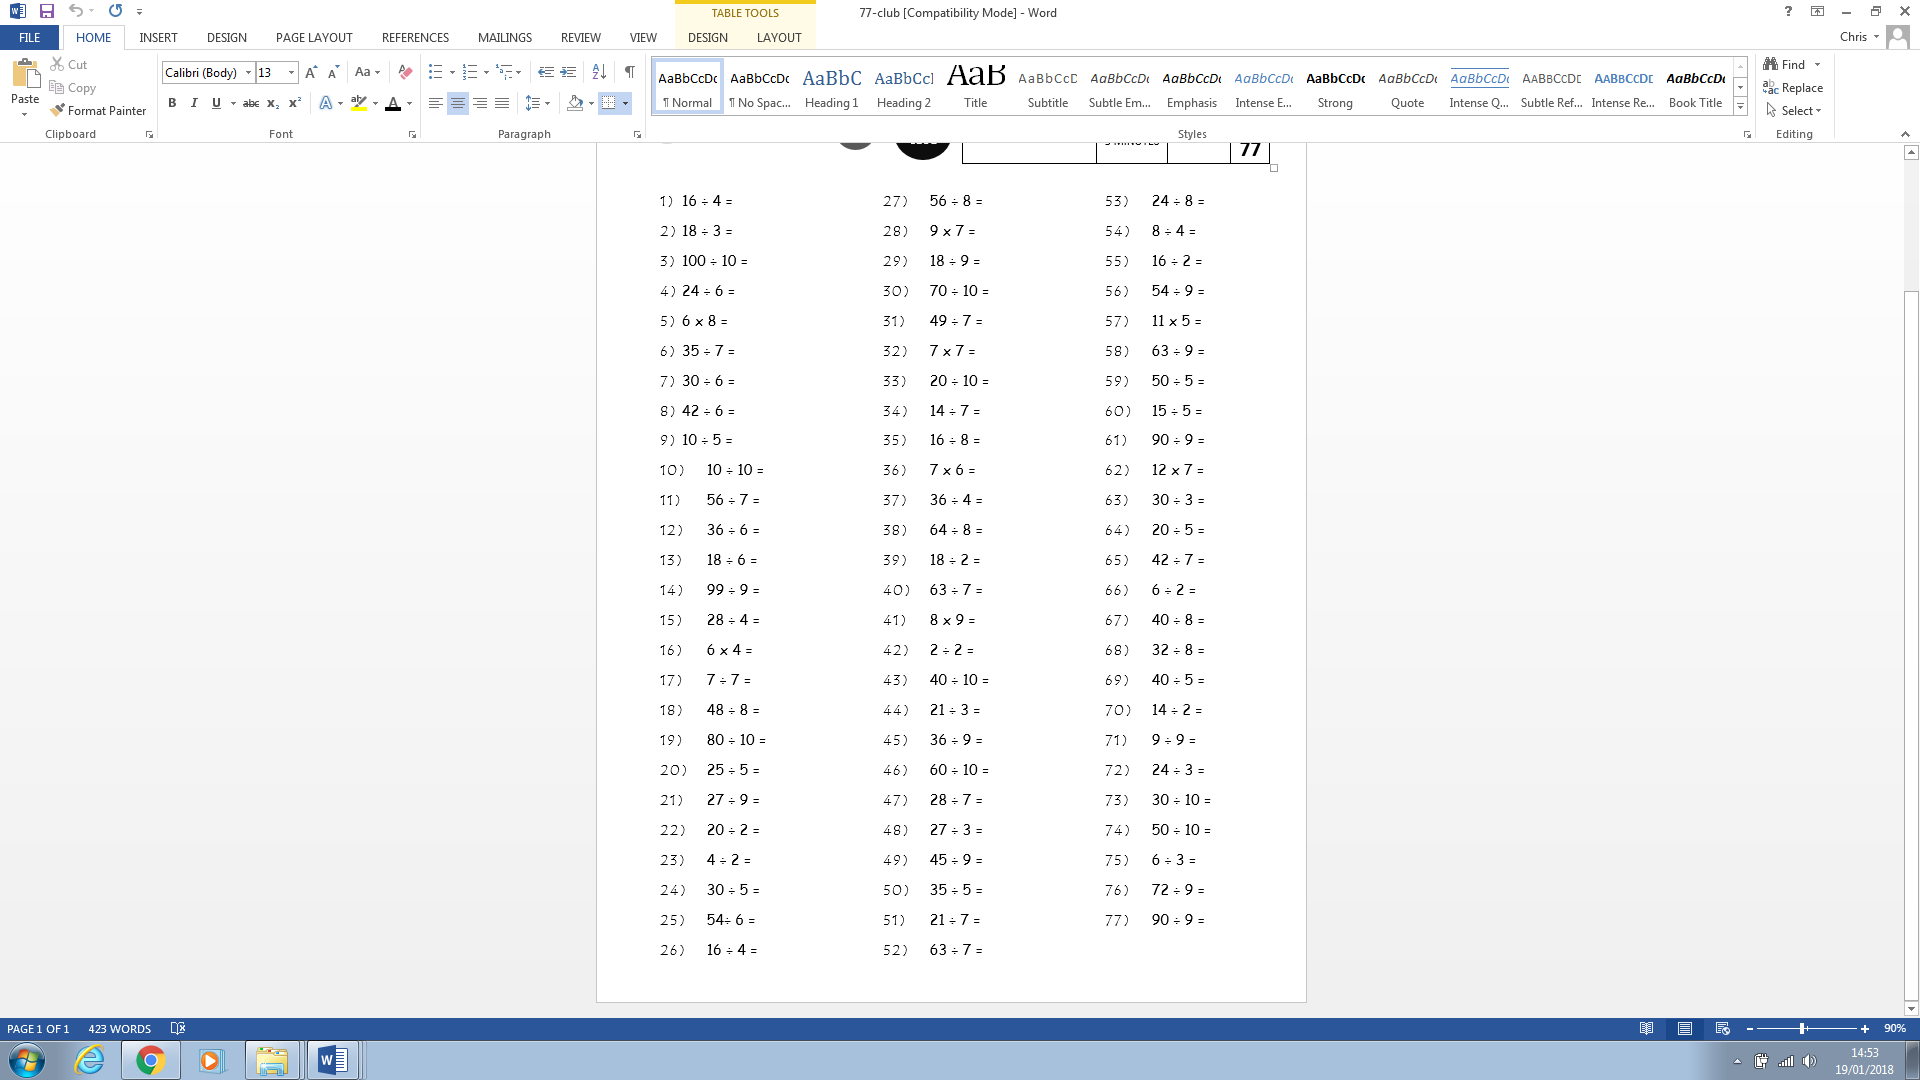 77-club [Compatibility Mode] - Word
TABLE TOOLS
FILE HOME INSERT DESIGN PAGE LAYOUT REFERENCES MAILINGS REVIEW VIEW DESIGN LAYOUT
Chris
Paste
Cut
Copy
Format Painter
Clipboard
Calibri (Body) 13
Font
Paragraph
AaBbCcDc AaBbCcDc AaBbC AaBbCcI AaB AaBbCcD AaBbCcDc AaBbCcDc AaBbCcDc AaBbCcDc AaBbCcDc AaBbCcDc AABBCCDE AABBCCDE AaBbCcDc
¶ Normal ¶ No Spac... Heading 1 Heading 2 Title Subtitle Subtle Em... Emphasis Intense E... Strong Quote Intense Q... Subtle Ref... Intense Re... Book Title
Styles
Find
Replace
Select
Editing
77
1) 16 ÷ 4 =
2) 18 ÷ 3 =
3) 100 ÷ 10 =
4) 24 ÷ 6 =
5) 6 x 8 =
6) 35 ÷ 7 =
7) 30 ÷ 6 =
8) 42 ÷ 6 =
9) 10 ÷ 5 =
10) 10 ÷ 10 =
11) 56 ÷ 7 =
12) 36 ÷ 6 =
13) 18 ÷ 6 =
14) 99 ÷ 9 =
15) 28 ÷ 4 =
16) 6 x 4 =
17) 7 ÷ 7 =
18) 48 ÷ 8 =
19) 80 ÷ 10 =
20) 25 ÷ 5 =
21) 27 ÷ 9 =
22) 20 ÷ 2 =
23) 4 ÷ 2 =
24) 30 ÷ 5 =
25) 54÷ 6 =
26) 16 ÷ 4 =
27) 56 ÷ 8 =
28) 9 x 7 =
29) 18 ÷ 9 =
30) 70 ÷ 10 =
31) 49 ÷ 7 =
32) 7 x 7 =
33) 20 ÷ 10 =
34) 14 ÷ 7 =
35) 16 ÷ 8 =
36) 7 x 6 =
37) 36 ÷ 4 =
38) 64 ÷ 8 =
39) 18 ÷ 2 =
40) 63 ÷ 7 =
41) 8 x 9 =
42) 2 ÷ 2 =
43) 40 ÷ 10 =
44) 21 ÷ 3 =
45) 36 ÷ 9 =
46) 60 ÷ 10 =
47) 28 ÷ 7 =
48) 27 ÷ 3 =
49) 45 ÷ 9 =
50) 35 ÷ 5 =
51) 21 ÷ 7 =
52) 63 ÷ 7 =
53) 24 ÷ 8 =
54) 8 ÷ 4 =
55) 16 ÷ 2 =
56) 54 ÷ 9 =
57) 11 x 5 =
58) 63 ÷ 9 =
59) 50 ÷ 5 =
60) 15 ÷ 5 =
61) 90 ÷ 9 =
62) 12 x 7 =
63) 30 ÷ 3 =
64) 20 ÷ 5 =
65) 42 ÷ 7 =
66) 6 ÷ 2 =
67) 40 ÷ 8 =
68) 32 ÷ 8 =
69) 40 ÷ 5 =
70) 14 ÷ 2 =
71) 9 ÷ 9 =
72) 24 ÷ 3 =
73) 30 ÷ 10 =
74) 50 ÷ 10 =
75) 6 ÷ 3 =
76) 72 ÷ 9 =
77) 90 ÷ 9 =
PAGE 1 OF 1 423 WORDS
90%
14:53
19/01/2018